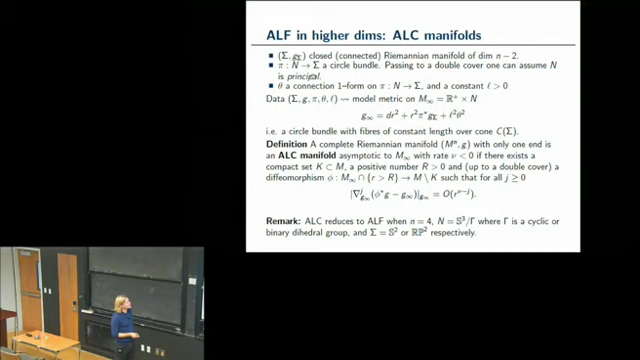 ALF in higher dims: ALC manifolds
■ (Σ, g_Σ) closed (connected) Riemannian manifold of dim n − 2.
■ π : N → Σ a circle bundle. Passing to a double cover one can assume N
is principal.
■ θ a connection 1-form on π : N → Σ, and a constant ℓ > 0
Data (Σ, g, π, θ, ℓ) ⇝ model metric on M_∞ = ℝ⁺ × N
g_∞ = dr² + r²π*g_Σ + ℓ²θ²
i.e. a circle bundle with fibres of constant length over cone C(Σ).
Definition A complete Riemannian manifold (Mⁿ, g) with only one end is
an ALC manifold asymptotic to M_∞ with rate ν < 0 if there exists a
compact set K ⊂ M, a positive number R > 0 and (up to a double cover) a
diffeomorphism ϕ : M_∞ ∩ {r > R} → M \ K such that for all j ≥ 0
|∇ʲ_{g_∞}(ϕ*g − g_∞)|_{g_∞} = O(r^{ν−j}).
Remark: ALC reduces to ALF when n = 4, N = 𝕊³/Γ where Γ is a cyclic or
binary dihedral group, and Σ = 𝕊² or ℝℙ² respectively.